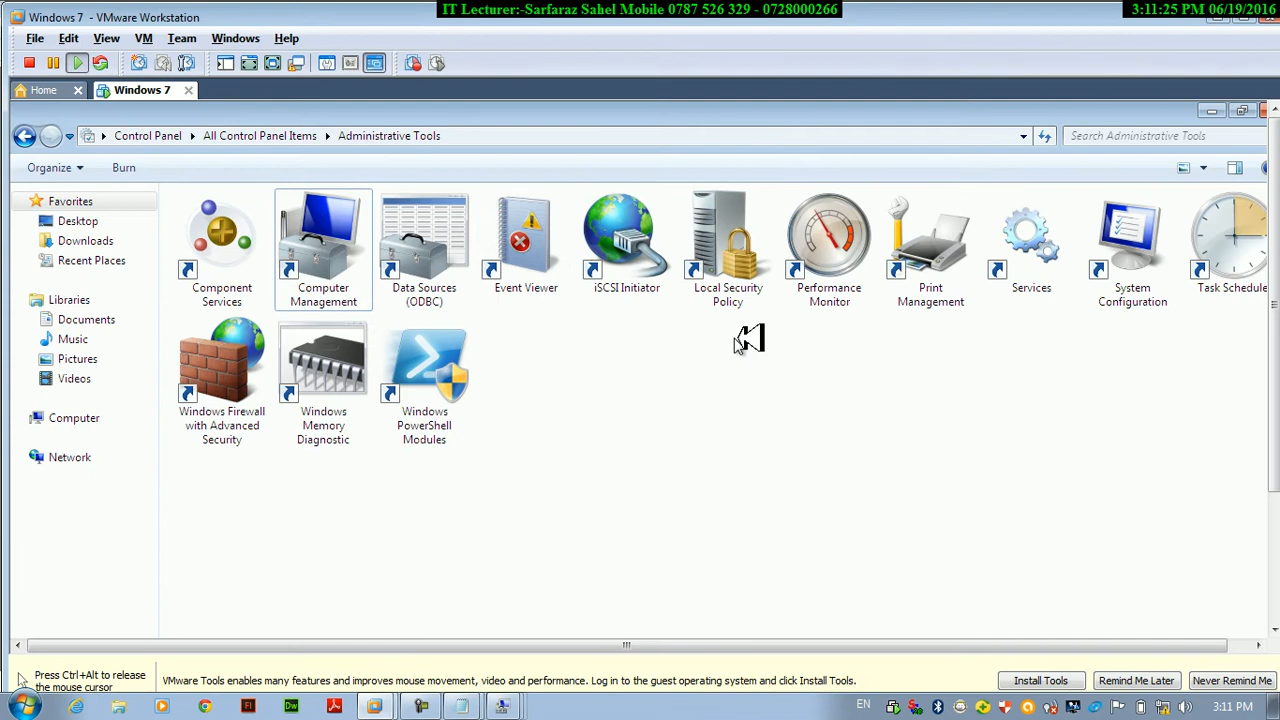 IT Lecturer:-Sarfaraz Sahel Mobile 0787 526 329 - 0728000266
3:11:25 PM 06/19/2016
Windows 7 - VMware Workstation
File Edit View VM Team Windows Help
Home
Windows 7
Control Panel All Control Panel Items Administrative Tools
Search Administrative Tools
Organize Burn
Favorites
Desktop
Downloads
Recent Places
Libraries
Documents
Music
Pictures
Videos
Computer
Network
Component
Services
Computer
Management
Data Sources
(ODBC)
Event Viewer
iSCSI Initiator
Local Security
Policy
Performance
Monitor
Print
Management
Services
System
Configuration
Task Schedule
Windows Firewall
with Advanced
Security
Windows
Memory
Diagnostic
Windows
PowerShell
Modules
Press Ctrl+Alt to release
the mouse cursor
VMware Tools enables many features and improves mouse movement, video and performance. Log in to the guest operating system and click Install Tools.
Install Tools
Remind Me Later
Never Remind Me
Fl
Dw
EN
3:11 PM